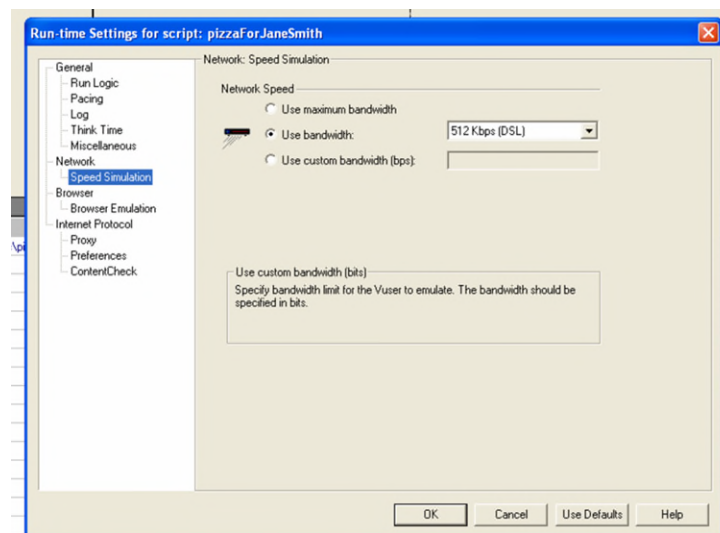 Run-time Settings for script: pizzaForJaneSmith
General
Run Logic
Pacing
Log
Think Time
Miscellaneous
Network
Speed Simulation
Browser
Browser Emulation
Internet Protocol
Proxy
Preferences
ContentCheck
Network: Speed Simulation
Network Speed
Use maximum bandwidth
Use bandwidth: 512 Kbps (DSL)
Use custom bandwidth (bps):
Use custom bandwidth (bits)
Specify bandwidth limit for the Vuser to emulate. The bandwidth should be
specified in bits.
OK Cancel Use Defaults Help